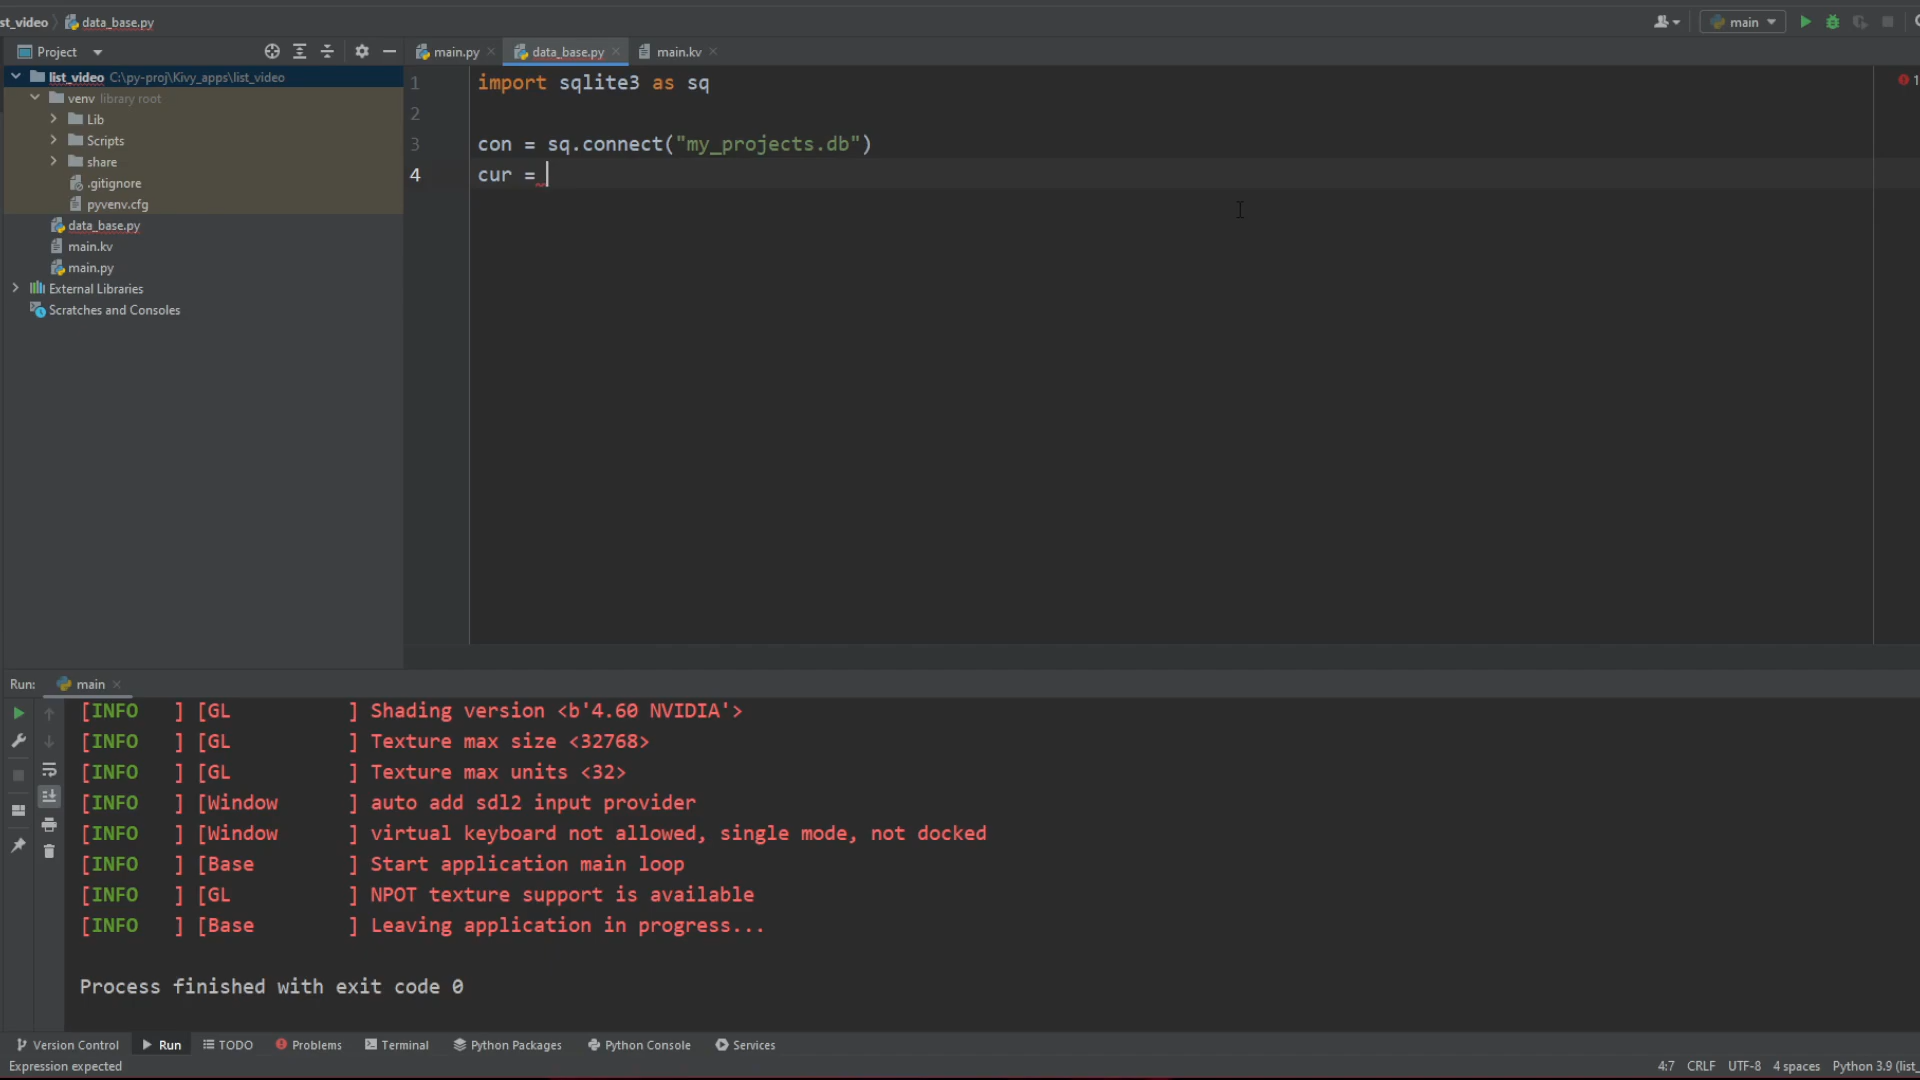 st_video
data_base.py
main
Project
main.py
data_base.py
main.kv
list_video C:\py-proj\Kivy_apps\list_video
venv library root
Lib
Scripts
share
.gitignore
pyvenv.cfg
data_base.py
main.kv
main.py
External Libraries
Scratches and Consoles
1 import sqlite3 as sq
2
3 con = sq.connect("my_projects.db")
4 cur =
1
Run: main
[INFO ] [GL ] Shading version <b'4.60 NVIDIA'>
[INFO ] [GL ] Texture max size <32768>
[INFO ] [GL ] Texture max units <32>
[INFO ] [Window ] auto add sdl2 input provider
[INFO ] [Window ] virtual keyboard not allowed, single mode, not docked
[INFO ] [Base ] Start application main loop
[INFO ] [GL ] NPOT texture support is available
[INFO ] [Base ] Leaving application in progress...
Process finished with exit code 0
Version Control Run TODO Problems Terminal Python Packages Python Console Services
Expression expected 4:7 CRLF UTF-8 4 spaces Python 3.9 (list_